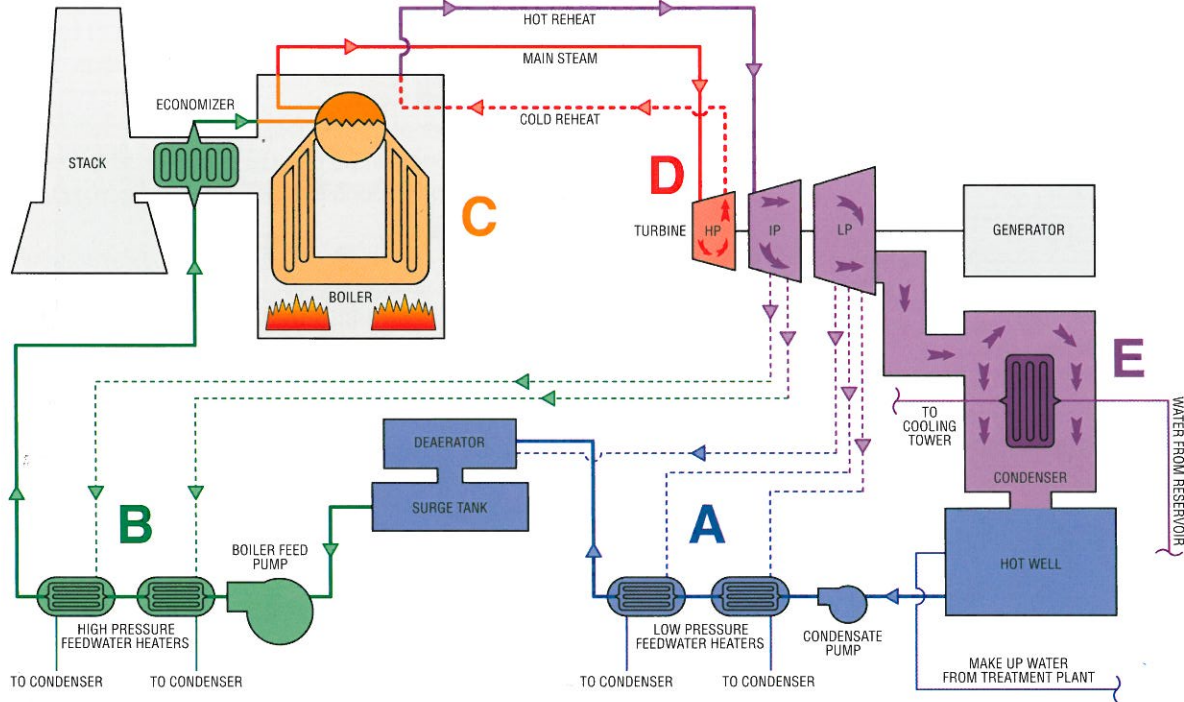 HOT REHEAT
MAIN STEAM
ECONOMIZER
COLD REHEAT
STACK
D
C
TURBINE
HP
IP
LP
GENERATOR
BOILER
E
TO
COOLING
TOWER
WATER FROM RESERVOIR
DEAERATOR
CONDENSER
SURGE TANK
B
A
BOILER FEED
PUMP
HOT WELL
HIGH PRESSURE
FEEDWATER HEATERS
LOW PRESSURE
FEEDWATER HEATERS
CONDENSATE
PUMP
MAKE UP WATER
FROM TREATMENT PLANT
TO CONDENSER
TO CONDENSER
TO CONDENSER
TO CONDENSER